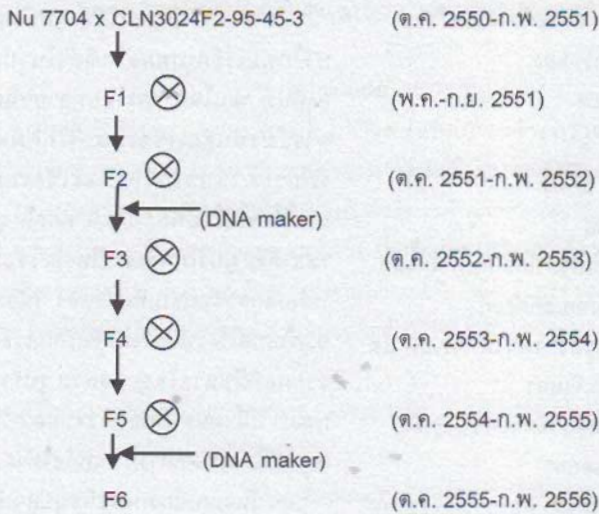 Nu 7704 x CLN3024F2-95-45-3 (ต.ค. 2550-ก.พ. 2551)
F1 (พ.ค.-ก.ย. 2551)
F2 (ต.ค. 2551-ก.พ. 2552)
(DNA maker)
F3 (ต.ค. 2552-ก.พ. 2553)
F4 (ต.ค. 2553-ก.พ. 2554)
F5 (ต.ค. 2554-ก.พ. 2555)
(DNA maker)
F6 (ต.ค. 2555-ก.พ. 2556)